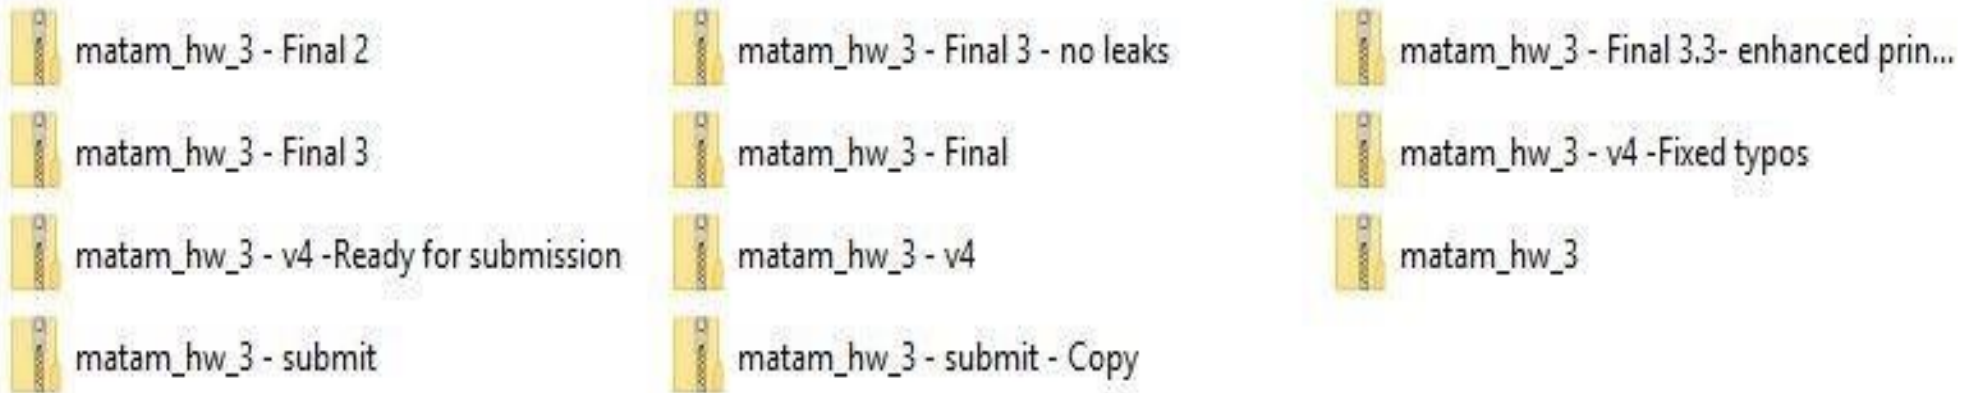 matam_hw_3 - Final 2
matam_hw_3 - Final 3 - no leaks
matam_hw_3 - Final 3.3- enhanced prin...
matam_hw_3 - Final 3
matam_hw_3 - Final
matam_hw_3 - v4 -Fixed typos
matam_hw_3 - v4 -Ready for submission
matam_hw_3 - v4
matam_hw_3
matam_hw_3 - submit
matam_hw_3 - submit - Copy